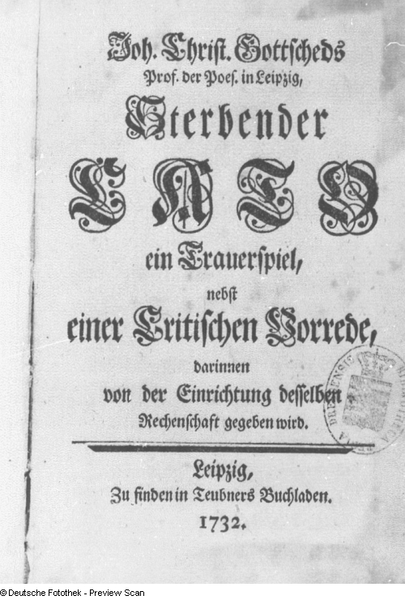 Joh. Christ. Gottscheds
Prof. der Poes. in Leipzig,
Sterbender
CATO
ein Trauerspiel,
nebst
einer Critischen Vorrede,
darinnen
von der Einrichtung desselben
Rechenschaft gegeben wird.
Leipzig,
Zu finden in Teubners Buchladen.
1732.
©Deutsche Fotothek - Preview Scan